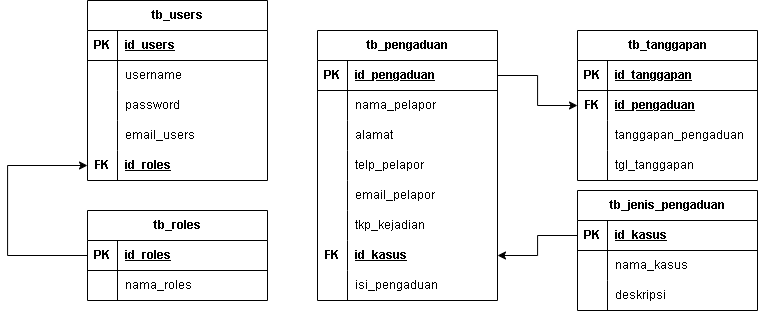 tb_users
PK id_users
username
password
email_users
FK id_roles
tb_roles
PK id_roles
nama_roles
tb_pengaduan
PK id_pengaduan
nama_pelapor
alamat
telp_pelapor
email_pelapor
tkp_kejadian
FK id_kasus
isi_pengaduan
tb_tanggapan
PK id_tanggapan
FK id_pengaduan
tanggapan_pengaduan
tgl_tanggapan
tb_jenis_pengaduan
PK id_kasus
nama_kasus
deskripsi